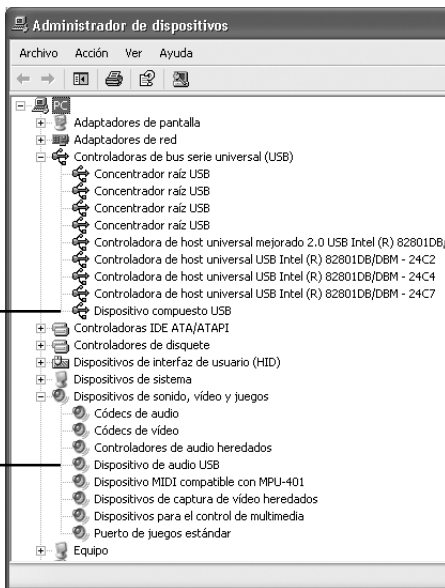 Administrador de dispositivos
Archivo Acción Ver Ayuda
PC
Adaptadores de pantalla
Adaptadores de red
Controladoras de bus serie universal (USB)
Concentrador raíz USB
Concentrador raíz USB
Concentrador raíz USB
Concentrador raíz USB
Controladora de host universal mejorado 2.0 USB Intel (R) 82801DB/
Controladora de host universal USB Intel (R) 82801DB/DBM - 24C2
Controladora de host universal USB Intel (R) 82801DB/DBM - 24C4
Controladora de host universal USB Intel (R) 82801DB/DBM - 24C7
Dispositivo compuesto USB
Controladoras IDE ATA/ATAPI
Controladores de disquete
Dispositivos de interfaz de usuario (HID)
Dispositivos de sistema
Dispositivos de sonido, vídeo y juegos
Códecs de audio
Códecs de vídeo
Controladores de audio heredados
Dispositivo de audio USB
Dispositivo MIDI compatible con MPU-401
Dispositivos de captura de vídeo heredados
Dispositivos para el control de multimedia
Puerto de juegos estándar
Equipo